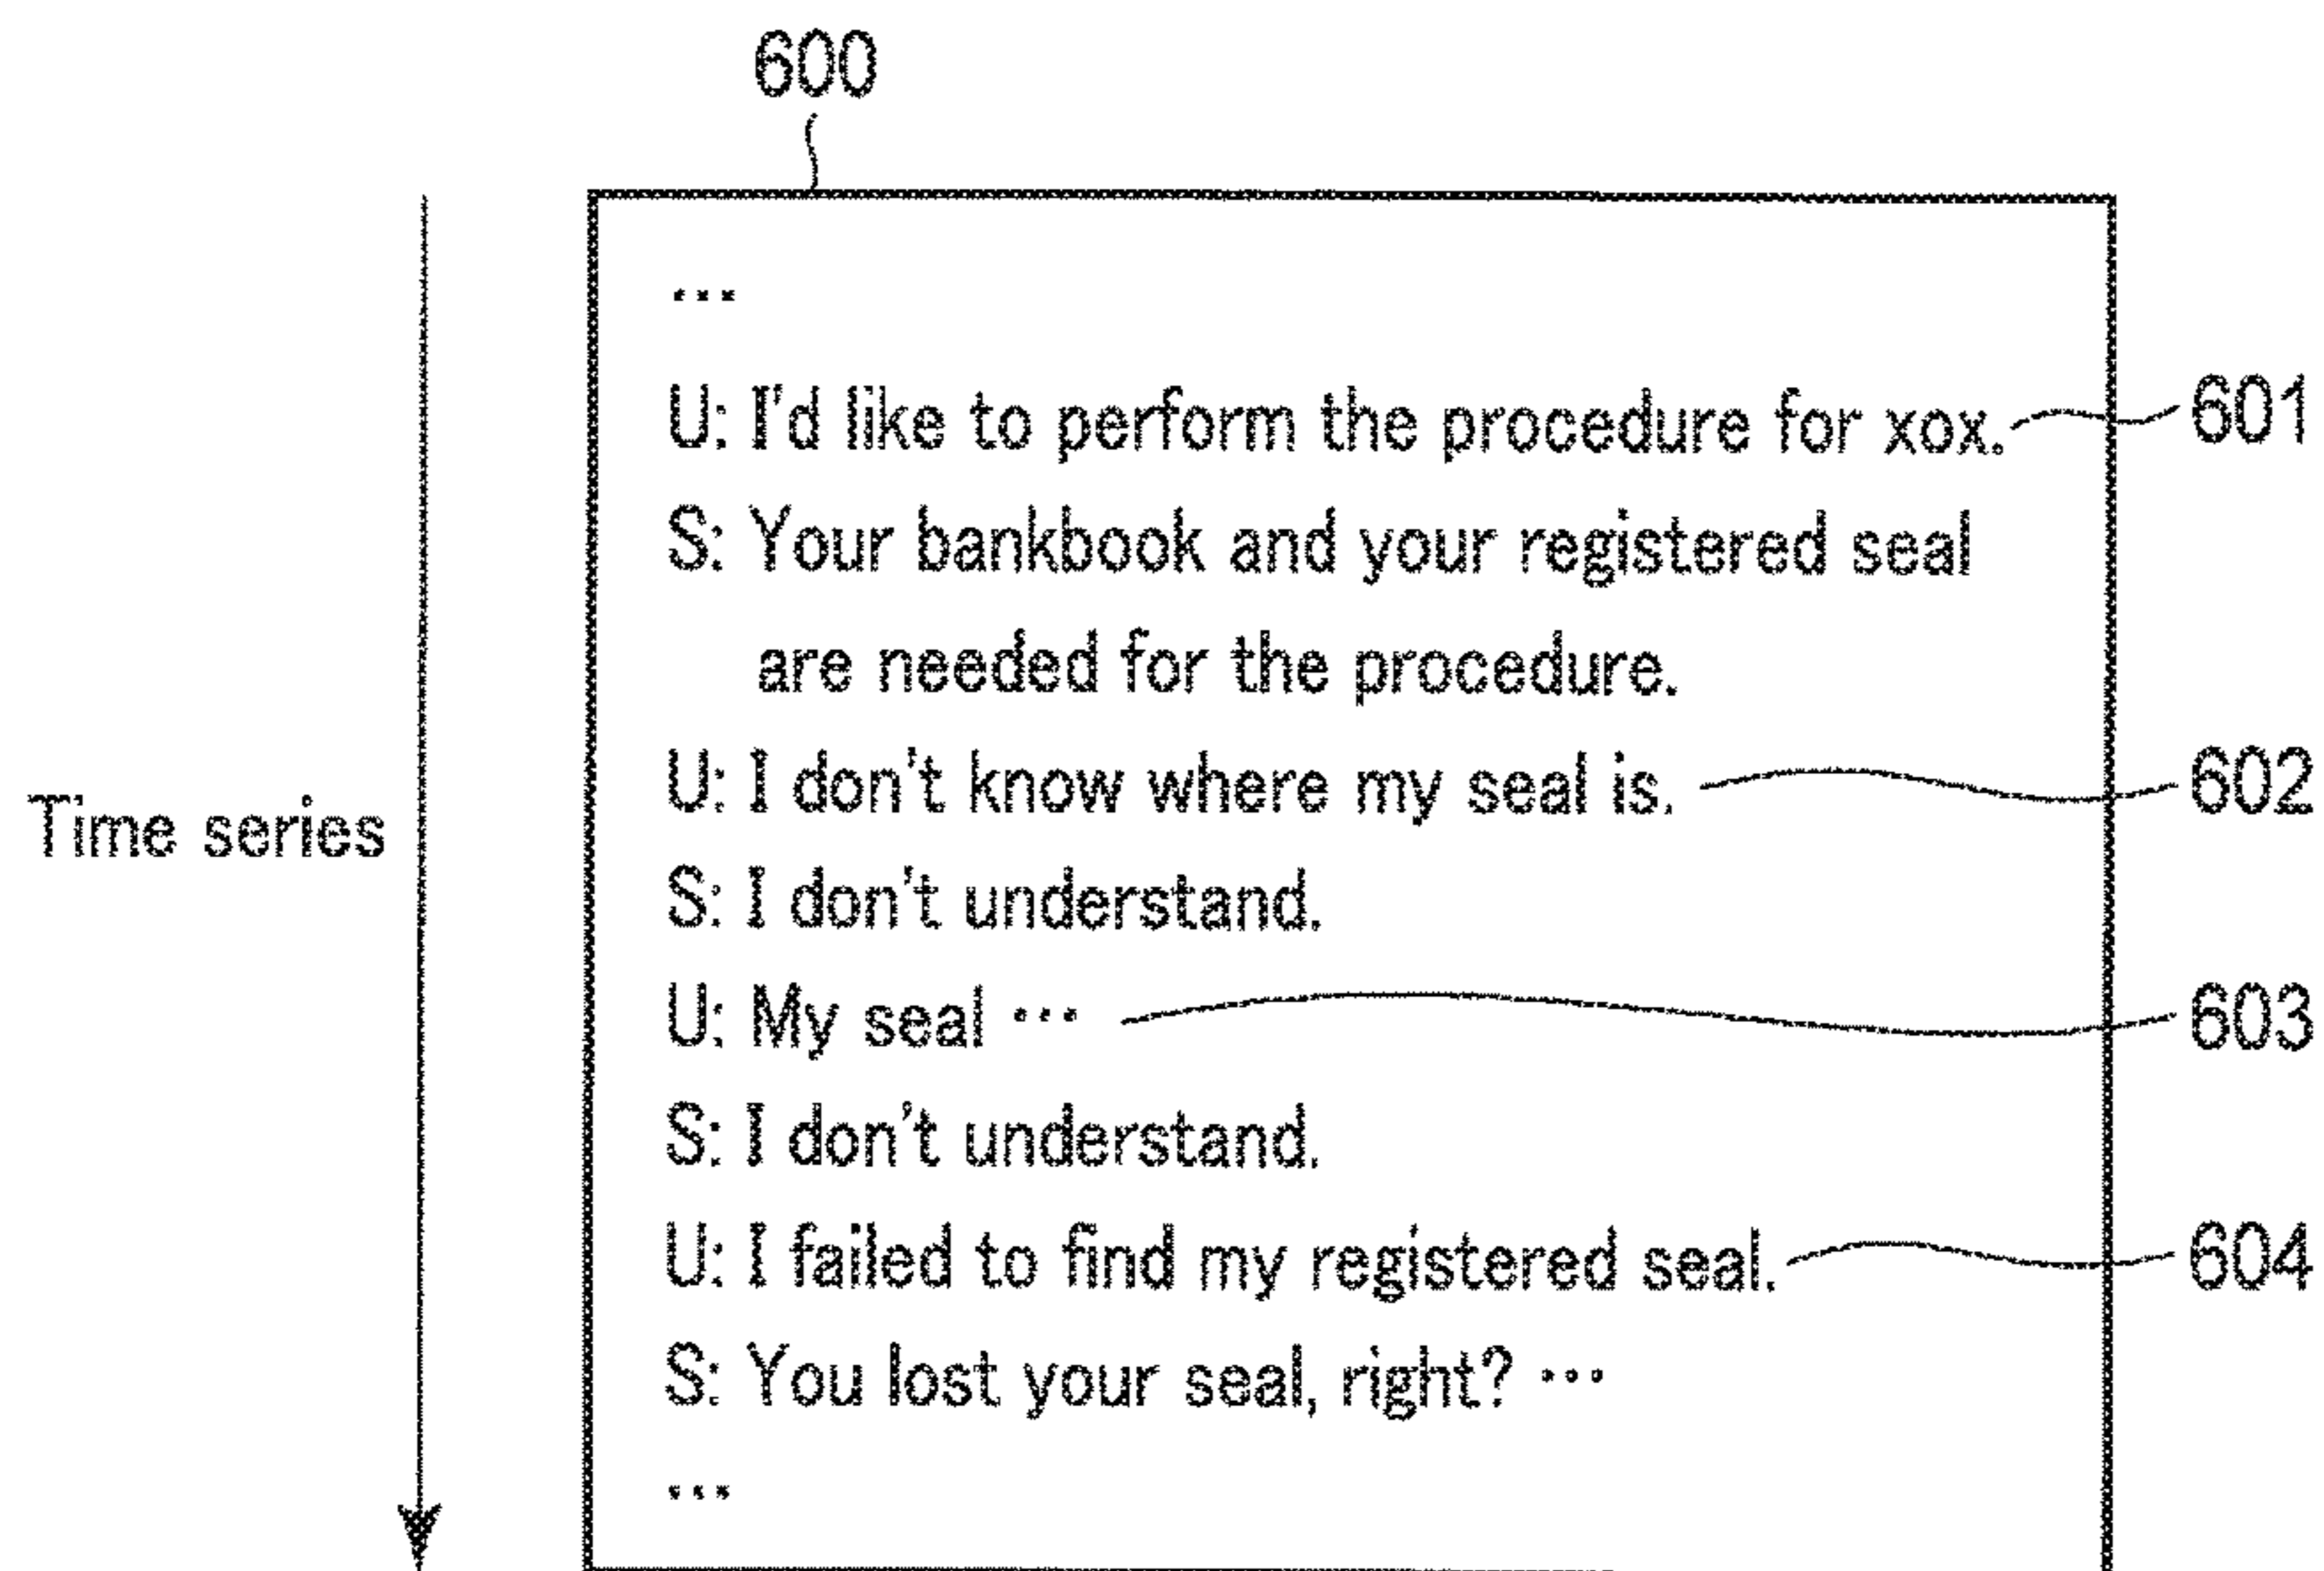 600
...
U: I'd like to perform the procedure for xox. 601
S: Your bankbook and your registered seal
are needed for the procedure.
U: I don't know where my seal is. 602
Time series
S: I don't understand.
U: My seal ... 603
S: I don't understand.
U: I failed to find my registered seal. 604
S: You lost your seal, right? ...
...